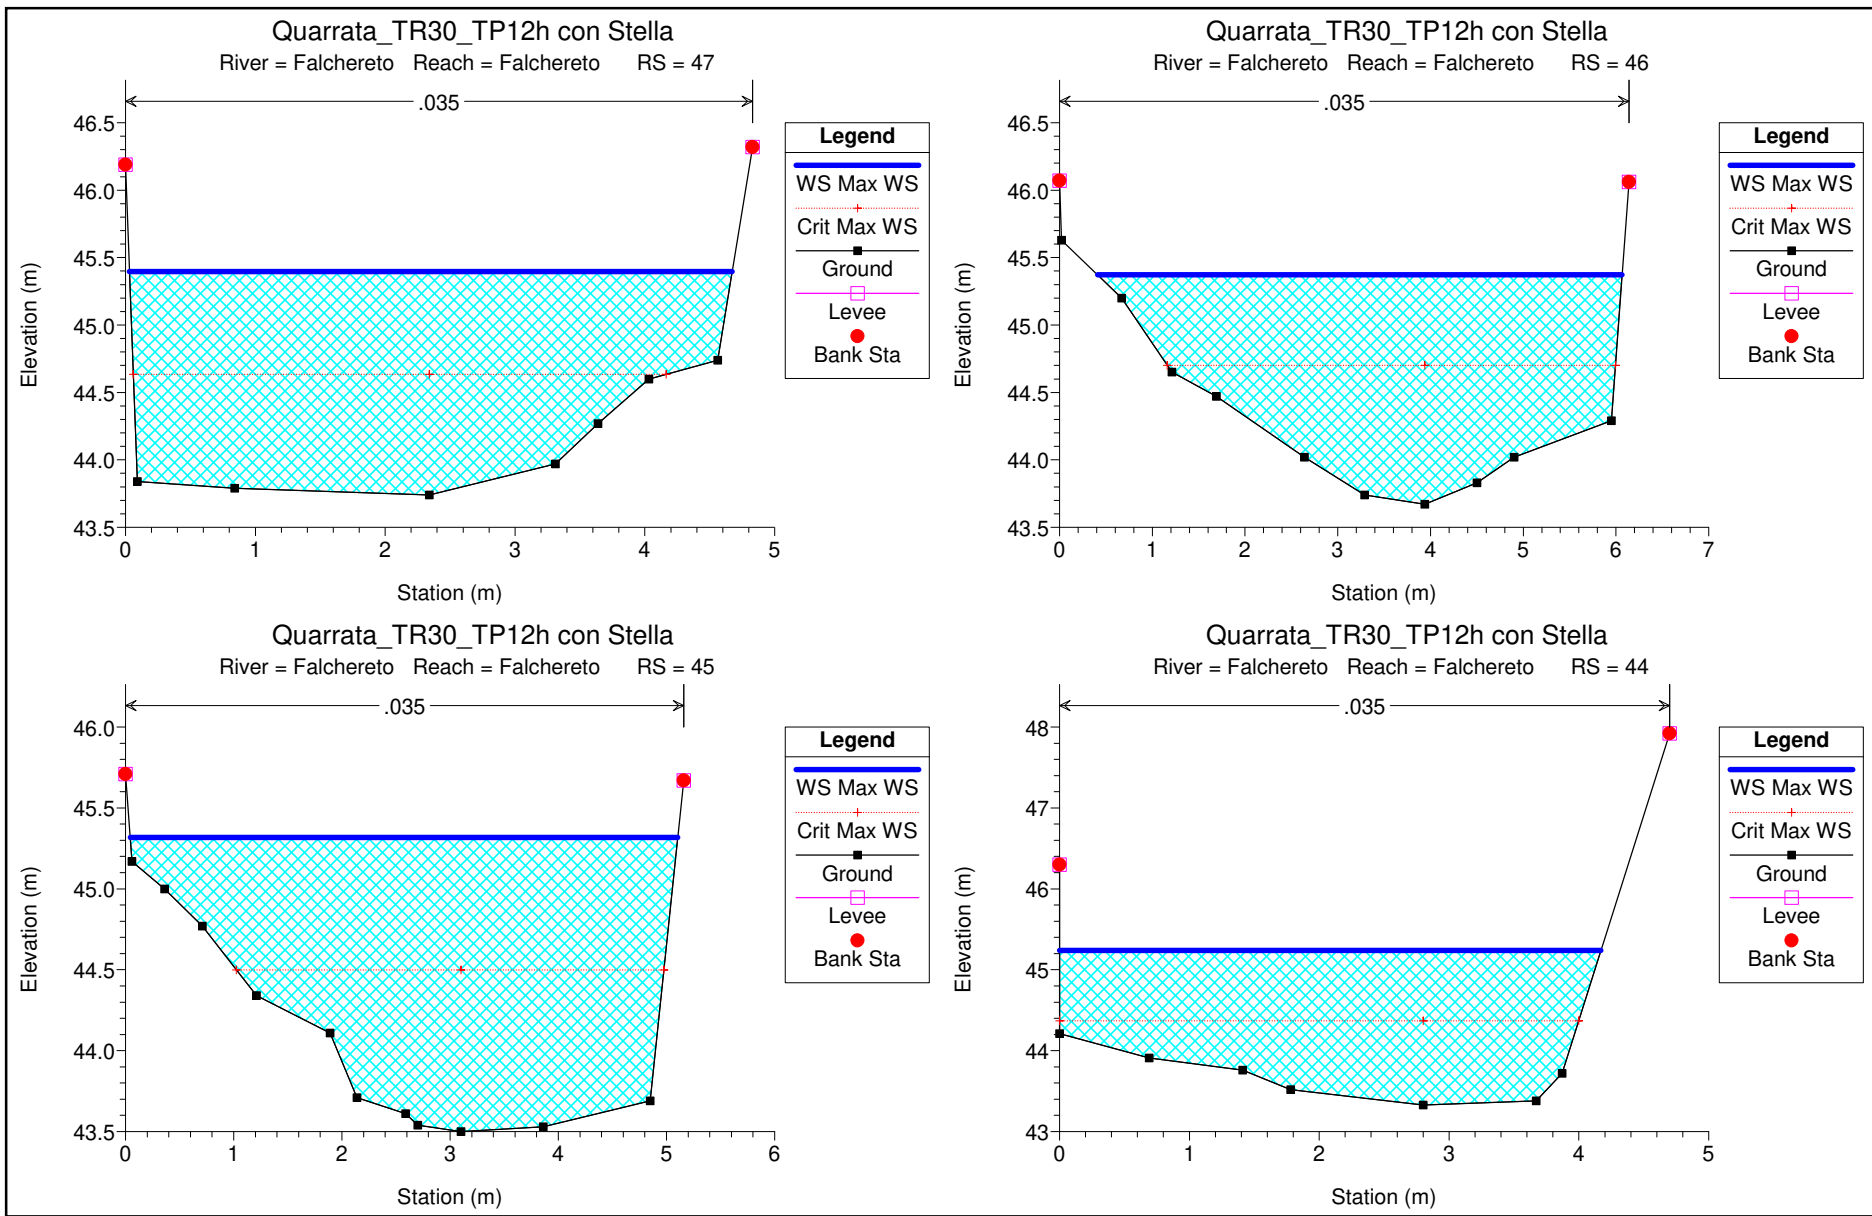 Quarrata_TR30_TP12h con Stella
River = Falchereto Reach = Falchereto RS = 47
.035
46.5
46.0
45.5
45.0
44.5
44.0
43.5
0 1 2 3 4 5
Station (m)
Elevation (m)
Legend
WS Max WS
Crit Max WS
Ground
Levee
Bank Sta
Quarrata_TR30_TP12h con Stella
River = Falchereto Reach = Falchereto RS = 46
.035
46.5
46.0
45.5
45.0
44.5
44.0
43.5
0 1 2 3 4 5 6 7
Station (m)
Elevation (m)
Legend
WS Max WS
Crit Max WS
Ground
Levee
Bank Sta
Quarrata_TR30_TP12h con Stella
River = Falchereto Reach = Falchereto RS = 45
.035
46.0
45.5
45.0
44.5
44.0
43.5
0 1 2 3 4 5 6
Station (m)
Elevation (m)
Legend
WS Max WS
Crit Max WS
Ground
Levee
Bank Sta
Quarrata_TR30_TP12h con Stella
River = Falchereto Reach = Falchereto RS = 44
.035
48
47
46
45
44
43
0 1 2 3 4 5
Station (m)
Elevation (m)
Legend
WS Max WS
Crit Max WS
Ground
Levee
Bank Sta